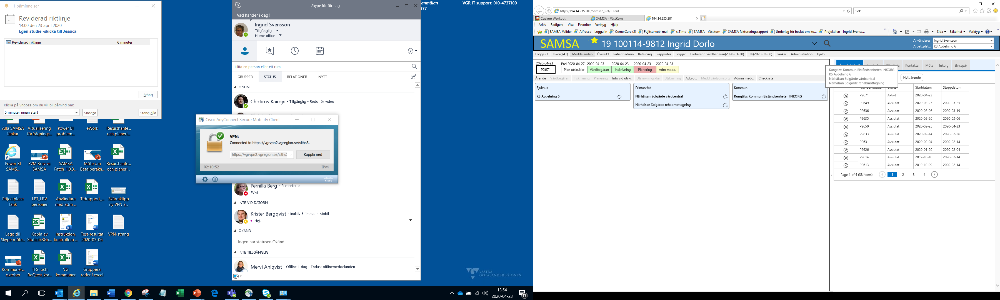 1 påminnelser
Reviderad riktlinje
14:00 den 23 april 2020
Egen studie -skicka till Jessica
Reviderad riktlinje 6 minuter
Stäng
Klicka på Snooza om du vill bli påmind om:
5 minuter innan start Snooza Stäng alla
Alla SAMSA länkar
Visualisering förfrågnings...
Power BI problem...
eWork
Resurshante... och planeri...
Power BI SAMS...
FVM Krav vs SAMSA
SAMSA Patch_1.0.3....
Möte om Betalberäkn...
Resurshante... och planeri...
Prijectplace länk
LPT_LRV personer
Användare med adm ...
Tidrapport_...
Skärmklipp ny VPN a...
Lägg till Skype möte...
Kopia av Statistic3Gri...
Instruktion, kontrollera ...
Test-resultat 2020-03-06
VPN-sträng
Kommuner... oktober
TFS och ReQtest_kra...
VG kommuner
Gruppera rader i excel
Skype för företag
Vad händer i dag?
Ingrid Svensson
Tillgänglig
Home office
Hitta en person eller ett rum
GRUPPER STATUS RELATIONER NYTT
ONLINE
Chotiros Kairoje - Tillgänglig - Redo för video
Cisco AnyConnect Secure Mobility Client
VPN:
Connected to https://vgrvpn2.vgregion.se/siths3.
https://vgrvpn2.vgregion.se/siths3 Koppla ned
02:10:52 IPv4
CISCO
Pernilla Berg - Presenterar
FVM
INTE VID DATORN
Krister Bergqvist - Inaktiv 5 timmar - Mobil
Hej.
OKÄND
Ingen har statusen Okänd.
INTE TILLGÄNGLIG
Mervi Ahlqvist - Offline 1 dag - Endast offlinemeddelanden
anmälan
977
VGR IT support: 010-4737100
VÄSTRA
GÖTALANDSREGIONEN
13:54
2020-04-23
17
http://194.14.235.201/Samsa2_Ref/Client Sök...
Cuckoo Workout SAMSA - VästKom 194.14.235.201
Arkiv Redigera Visa Favoriter Verktyg Hjälp
SAMSA-Valider Alfresco - Logga in CernerCare (2) Fujitsu web-mail c.Time SAMSA - Västkom SAMSA faktureringsrapport Underlag för beslut om ko... Projektilen - Ingrid Svenss... Sida Säkerhet Verktyg
SAMSA 19 100114-9812 Ingrid Dorlo
Användare: Ingrid Svensson
Arbetsplats: KS Avdelning 6
Logga ut Inkorg(41) Meddelanden Översikt Patient admin Betalning Rapporter Loggar Förberedd vårdbegäran(2020-01-20) SIP(2020-03-06) Länkar Administration Hjälp
2020-04-23 Prel 2020-04-27 2020-04-23 2020-04-23 2020-04-23 2020-04-23
P2671 Plan utskr.klar Vårdbegäran Inskrivning Planering Adm medd.
Ärende Vårdbegäran Inskrivning Planering Info vid utskr. Utskrivningsklar Utskrivning Avbrott Medd vård/omsorg Admin medd. Checklista
Sjukhus
KS Avdelning 6
Primärvård
Närhälsan Solgärde vårdcentral
Närhälsan Solgärde rehabmottagning
Kommun
Kungälvs Kommun Biståndsenheten INKORG
Kontakter Möte Inkorg Elvisspår
Kungälvs Kommun Biståndsenheten INKORG
KS Avdelning 6
Närhälsan Solgärde vårdcentral
Närhälsan Solgärde rehabmottagning
Nytt ärende
Startdatum Stoppdatum
P2671 Aktivt 2020-04-23
P2649 Avslutat 2020-03-25 2020-03-25
P2636 Avslutat 2020-03-06 2020-03-19
P2635 Avslutat 2020-02-26 2020-03-06
P2650 Avslutat 2020-02-25 2020-04-23
P2633 Avslutat 2020-02-14 2020-02-26
P2631 Avslutat 2020-02-04 2020-02-14
P2626 Avslutat 2020-01-20 2020-02-04
P2614 Avslutat 2019-10-10 2020-02-14
P2613 Avslutat 2019-10-09 2020-02-14
Page 1 of 4 (38 items) 1 2 3 4